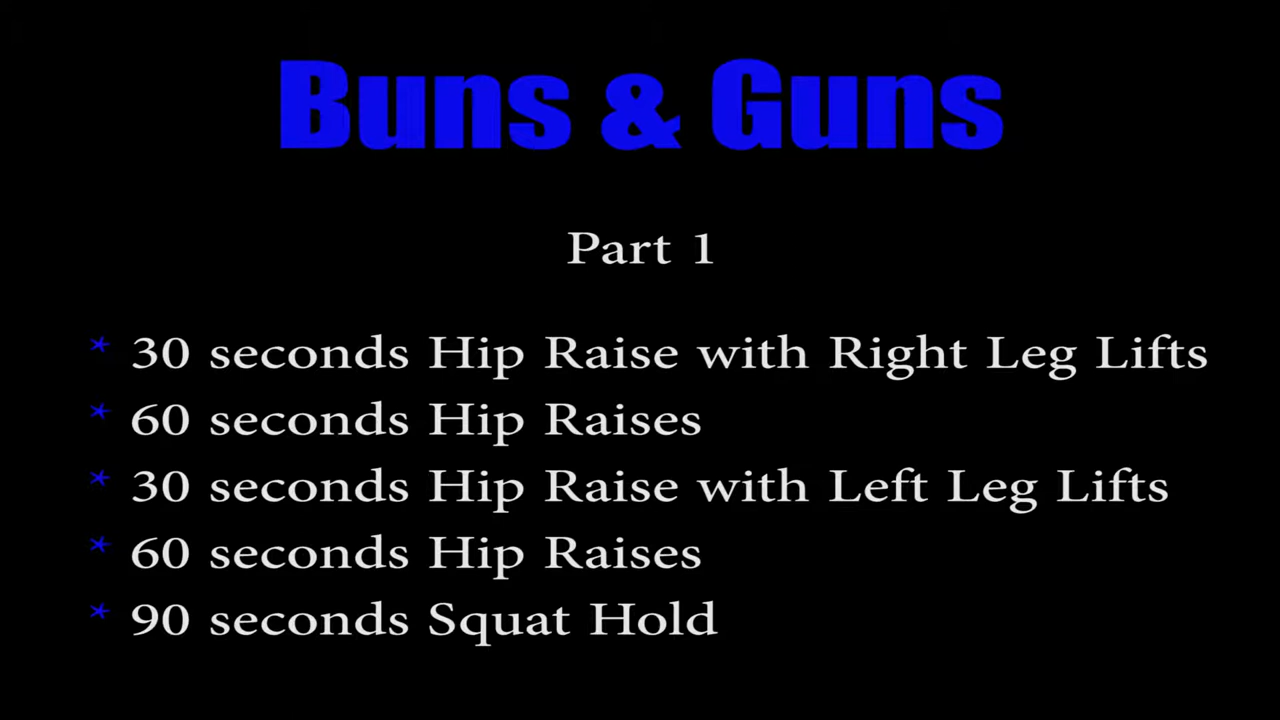 Buns & Guns
Part 1
* 30 seconds Hip Raise with Right Leg Lifts
* 60 seconds Hip Raises
* 30 seconds Hip Raise with Left Leg Lifts
* 60 seconds Hip Raises
* 90 seconds Squat Hold